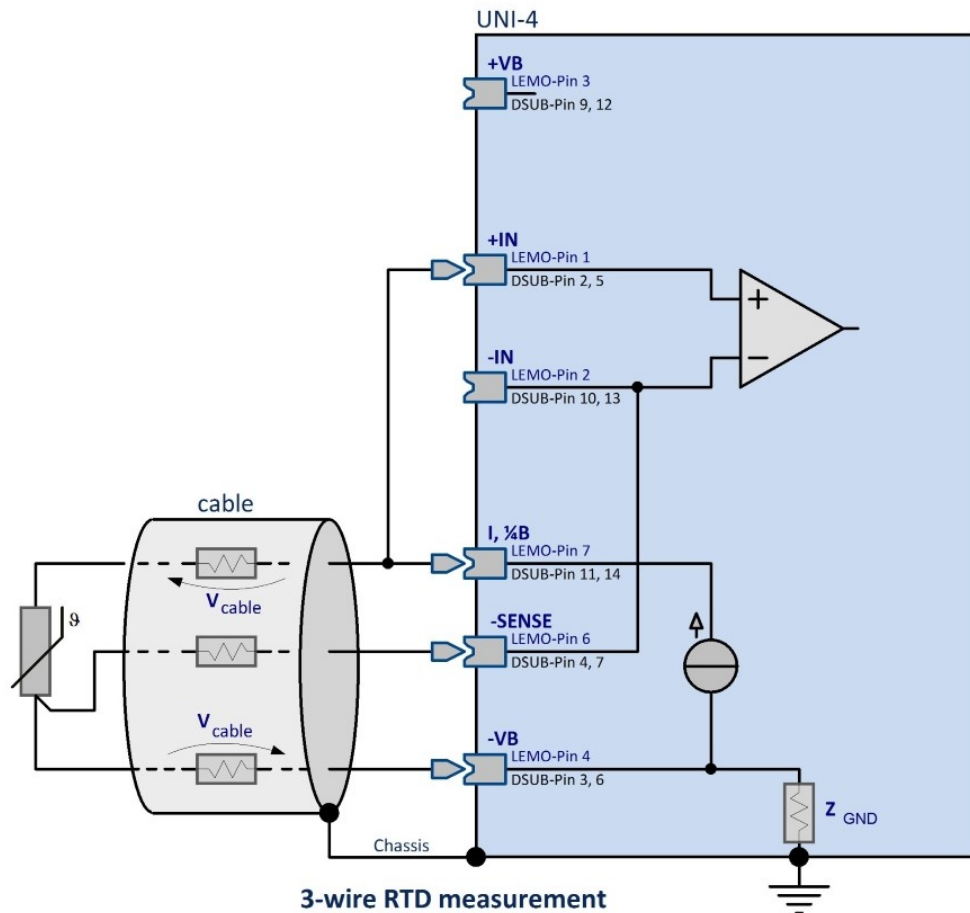 UNI-4
+VB
LEMO-Pin 3
DSUB-Pin 9, 12
+IN
LEMO-Pin 1
DSUB-Pin 2, 5
-IN
LEMO-Pin 2
DSUB-Pin 10, 13
cable
I, ¼B
LEMO-Pin 7
DSUB-Pin 11, 14
V cable
ϑ
-SENSE
LEMO-Pin 6
DSUB-Pin 4, 7
V cable
-VB
LEMO-Pin 4
DSUB-Pin 3, 6
Z GND
Chassis
3-wire RTD measurement